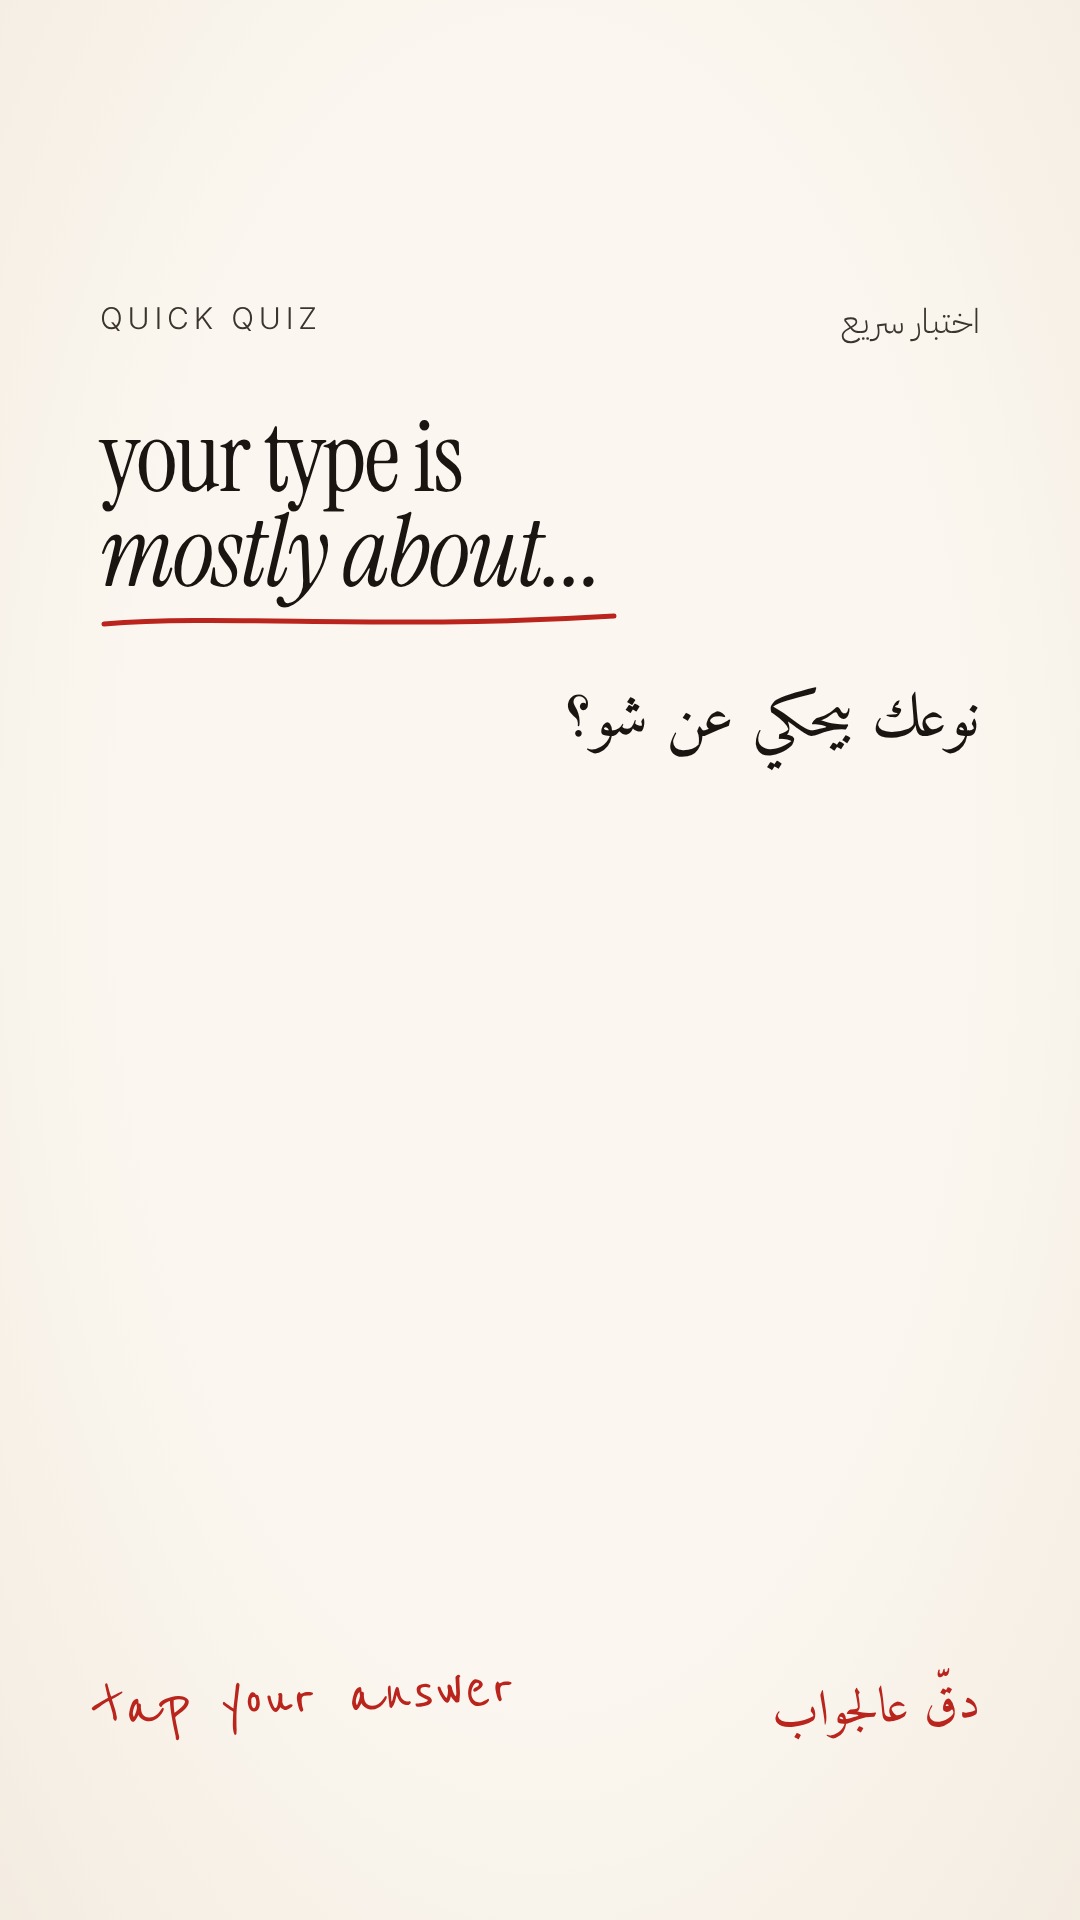 QUICK QUIZ
اختبار سريع
your type is
mostly about...
نوعك بيحكي عن شو؟
tap your answer
دقّ عالجواب